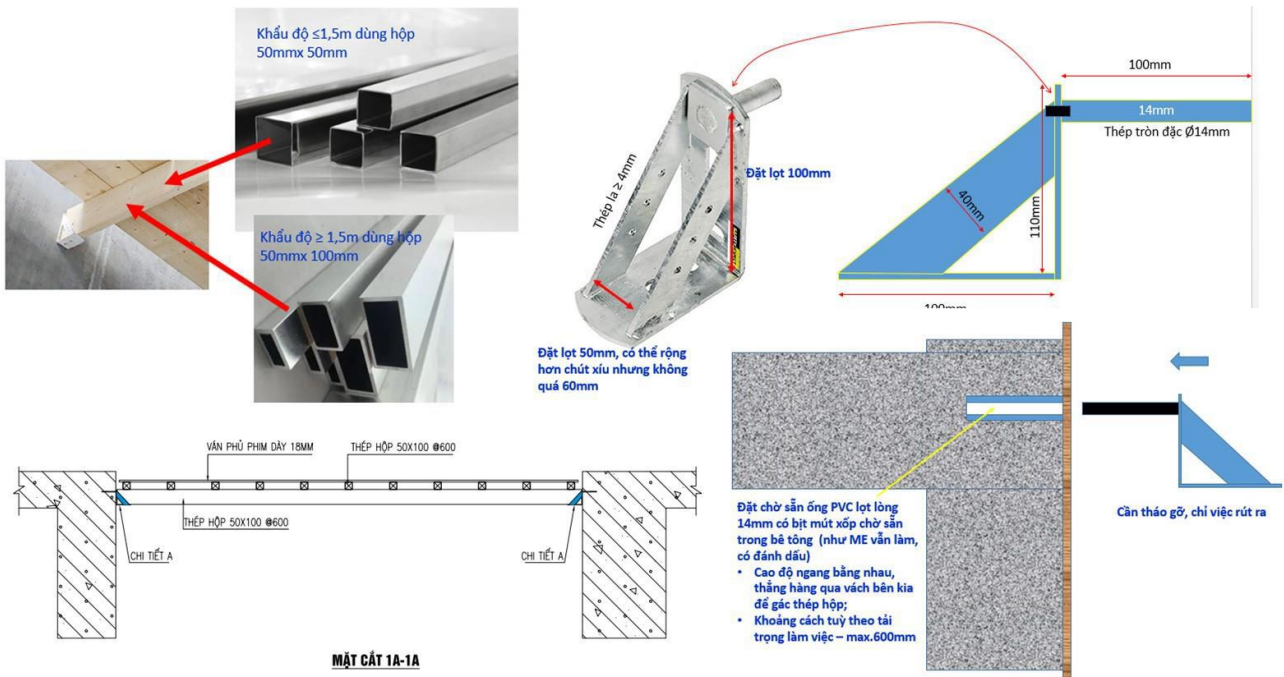 Khẩu độ ≤1,5m dùng hộp
50mmx 50mm
Khẩu độ ≥ 1,5m dùng hộp
50mmx 100mm
Thép la ≥ 4mm
Đặt lọt 100mm
Đặt lọt 50mm, có thể rộng
hơn chút xíu nhưng không
quá 60mm
100mm
14mm
Thép tròn đặc Ø14mm
40mm
110mm
100mm
VÁN PHỦ PHIM DÀY 18MM
THÉP HỘP 50X100 @600
THÉP HỘP 50X100 @600
CHI TIẾT A
CHI TIẾT A
MẶT CẮT 1A-1A
Đặt chờ sẵn ống PVC lọt lòng
14mm có bịt mút xốp chờ sẵn
trong bê tông (như ME vẫn làm,
có đánh dấu)
• Cao độ ngang bằng nhau,
thẳng hàng qua vách bên kia
để gác thép hộp;
• Khoảng cách tuỳ theo tải
trọng làm việc – max.600mm
Cần tháo gỡ, chỉ việc rút ra